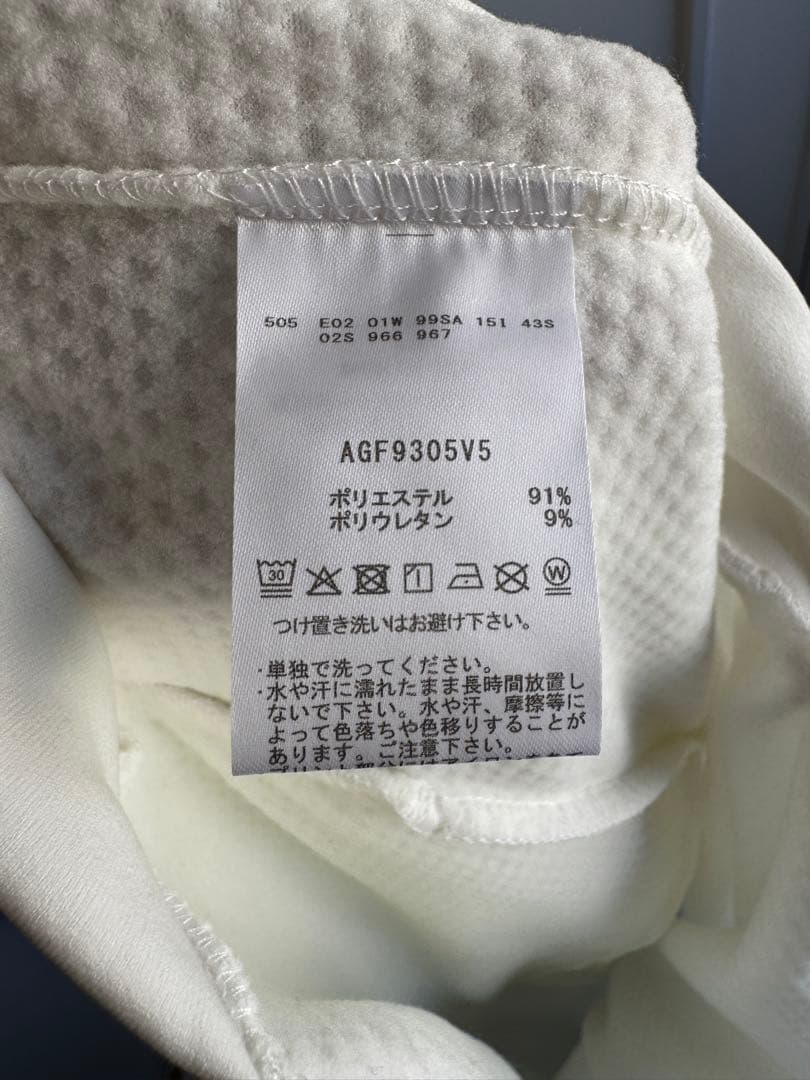 505 E02 01W 99SA 15I 43S
02S 966 967
AGF9305V5
ポリエステル 91%
ポリウレタン 9%
30 W
つけ置き洗いはお避け下さい。
・単独で洗ってください。
・水や汗に濡れたまま長時間放置し
ないで下さい。水や汗、摩擦等に
よって色落ちや色移りすることが
あります。ご注意下さい。